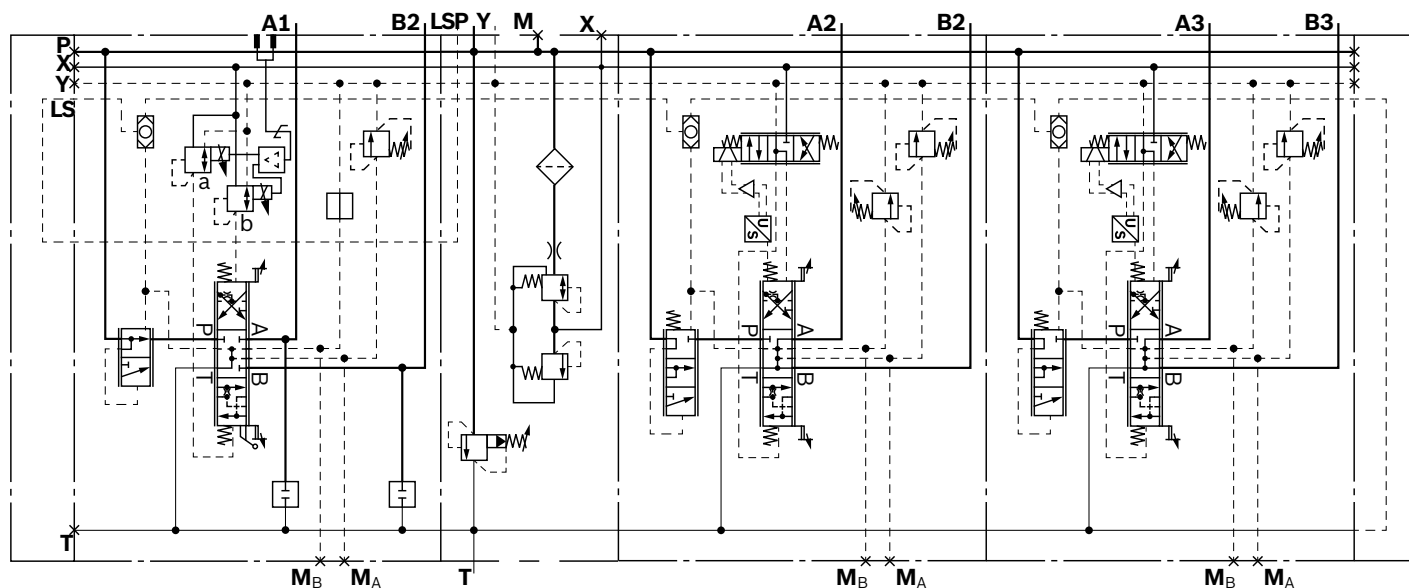 A1 B2 LSP Y M X A2 B2 A3 B3
P
X
Y
LS
a
b
U S
U S
P A
T B
P A
T B
P A
T B
T
MB MA T MB MA MB MA